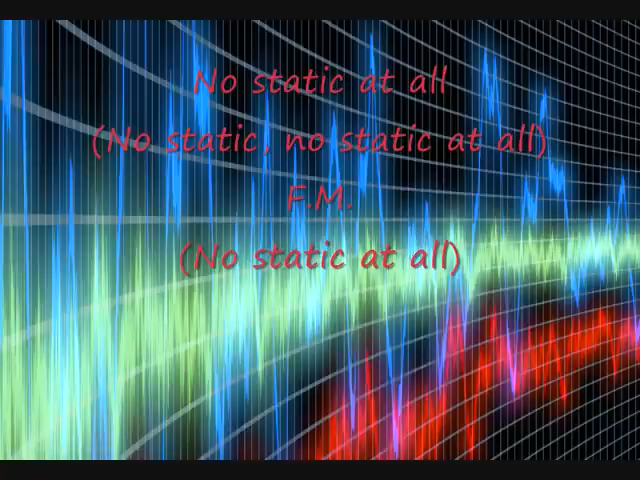 No static at all
(No static, no static at all)
F.M.
(No static at all)